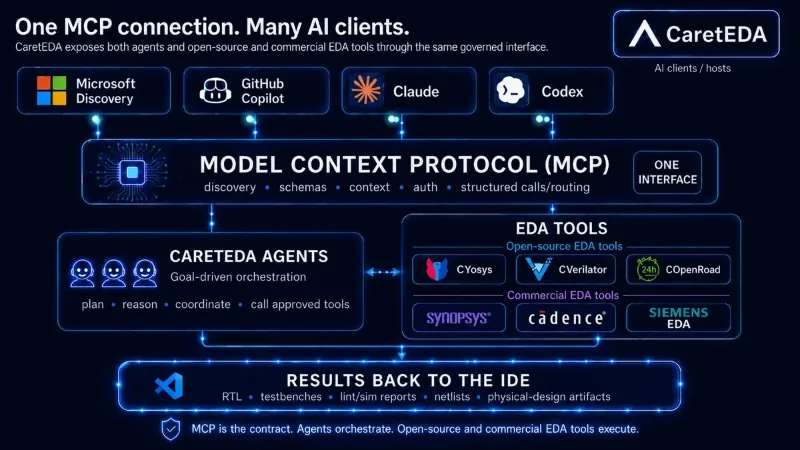 One MCP connection. Many AI clients.
CaretEDA exposes both agents and open-source and commercial EDA tools through the same governed interface.
CaretEDA
AI clients / hosts
Microsoft
Discovery
GitHub
Copilot
Claude
Codex
MODEL CONTEXT PROTOCOL (MCP)
discovery • schemas • context • auth • structured calls/routing
ONE
INTERFACE
CARETEDA AGENTS
Goal-driven orchestration
plan • reason • coordinate • call approved tools
EDA TOOLS
Open-source EDA tools
CYosys
CVerilator
24h
COpenRoad
Commercial EDA tools
SYNOPSYS®
cādence®
SIEMENS
EDA
RESULTS BACK TO THE IDE
RTL • testbenches • lint/sim reports • netlists • physical-design artifacts
MCP is the contract. Agents orchestrate. Open-source and commercial EDA tools execute.